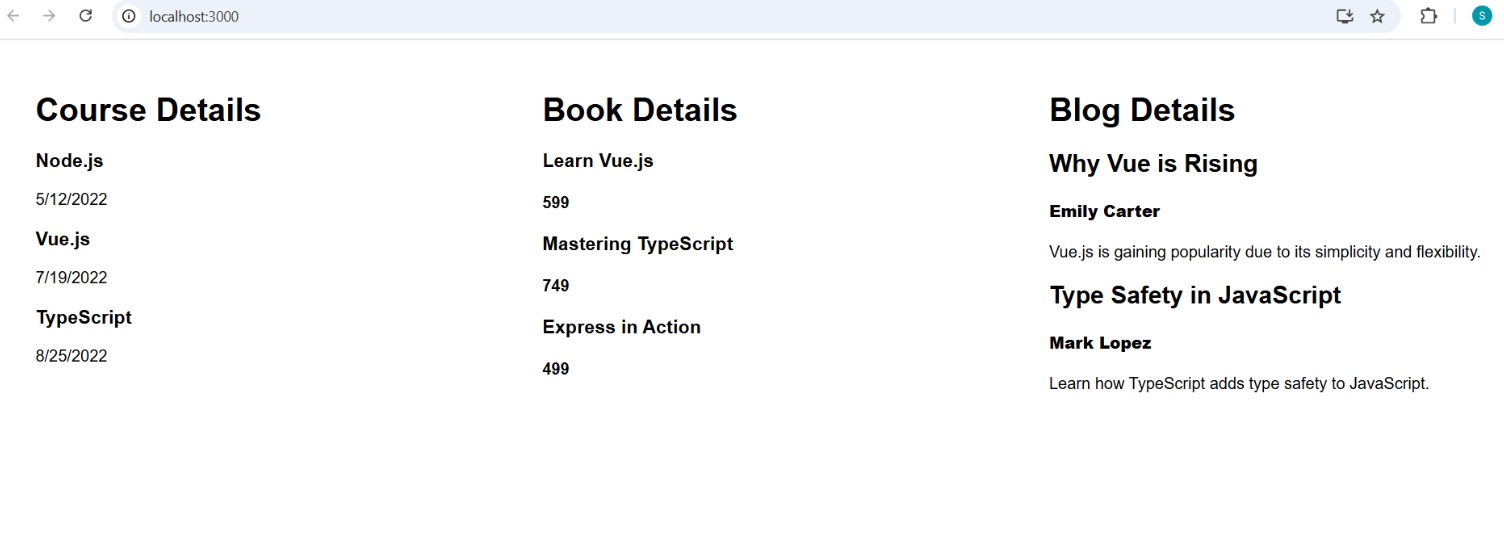 localhost:3000
S
Course Details
Node.js
5/12/2022
Vue.js
7/19/2022
TypeScript
8/25/2022
Book Details
Learn Vue.js
599
Mastering TypeScript
749
Express in Action
499
Blog Details
Why Vue is Rising
Emily Carter
Vue.js is gaining popularity due to its simplicity and flexibility.
Type Safety in JavaScript
Mark Lopez
Learn how TypeScript adds type safety to JavaScript.